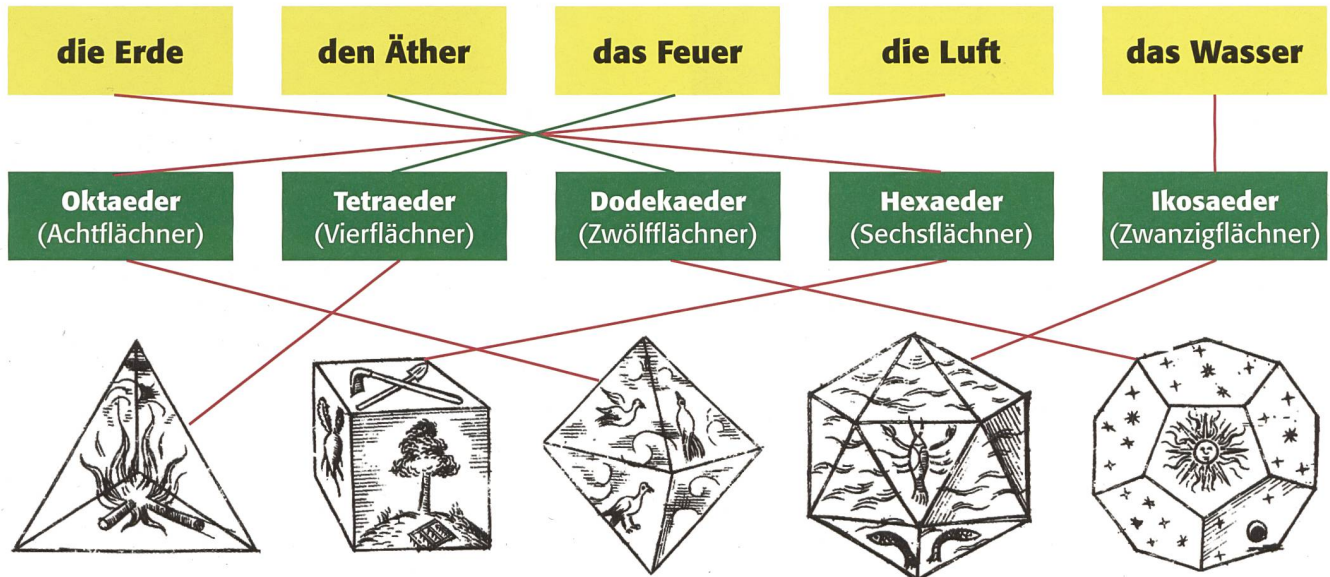 die Erde
den Äther
das Feuer
die Luft
das Wasser
Oktaeder
(Achtflächner)
Tetraeder
(Vierflächner)
Dodekaeder
(Zwölfflächner)
Hexaeder
(Sechsflächner)
Ikosaeder
(Zwanzigflächner)